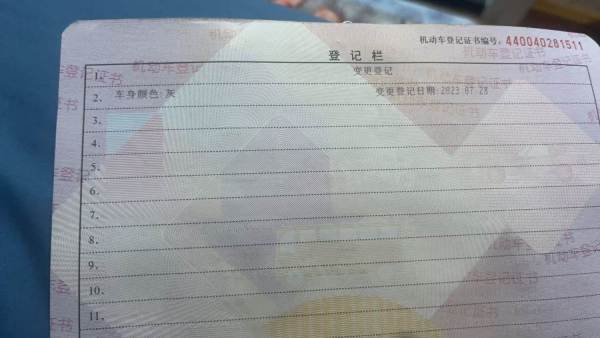 机动车登记证书编号：440040281511
登记栏
1. 变更登记
2. 车身颜色:灰 变更登记日期:2023 07 28
3.
4.
5.
6.
7.
8.
9.
10.
11.